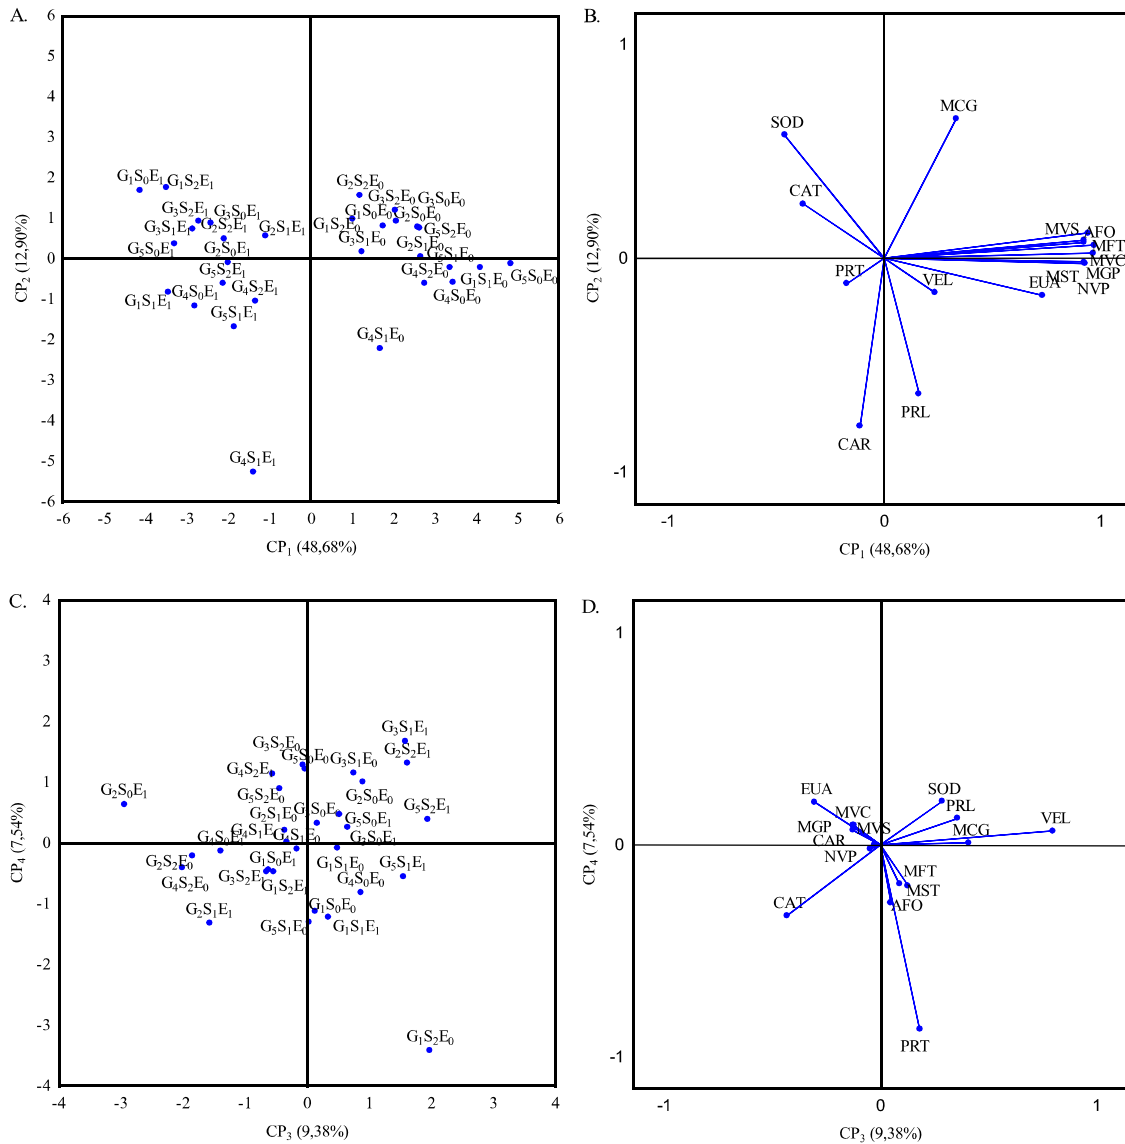 A.
6
5
4
3
2
1
0
-1
-2
-3
-4
-5
-6
CP2 (12,90%)
G1S0E1
G1S2E1
G3S2E1
G3S0E1
G3S1E1
G2S2E1
G2S1E1
G5S0E1
G2S0E1
G5S2E1
G4S0E1
G4S2E1
G1S1E1
G5S1E1
G4S1E1
G2S2E0
G3S2E0
G3S0E0
G1S0E0
G2S0E0
G1S2E0
G5S2E0
G3S1E0
G2S1E0
G5S1E0
G4S2E0
G1S1E0
G5S0E0
G4S0E0
G4S1E0
-6
-5
-4
-3
-2
-1
0
1
2
3
4
5
6
CP1 (48,68%)
B.
1
0
-1
CP2 (12,90%)
MCG
SOD
CAT
MVS
AFO
MFT
MVC
PRT
VEL
EUA
MST
MGP
NVP
PRL
CAR
-1
0
1
CP1 (48,68%)
C.
4
3
2
1
0
-1
-2
-3
-4
CP4 (7,54%)
G3S1E1
G3S2E0
G5S0E0
G2S2E1
G4S2E1
G3S1E0
G2S0E1
G5S2E0
G2S0E0
G2S1E0
G5S2E1
G5S0E1
G4S1E1
G4S0E1
G4S1E0
G3S0E1
G2S2E0
G1S0E1
G1S1E0
G5S1E1
G4S2E0
G3S2E1
G1S2E1
G4S0E0
G2S1E1
G1S0E0
G5S1E0
G1S1E1
G1S2E0
-4
-3
-2
-1
0
1
2
3
4
CP3 (9,38%)
D.
1
0
-1
CP4 (7,54%)
EUA
SOD
MVC
PRL
VEL
MGP
MVS
MCG
CAR
NVP
MFT
MST
CAT
AFO
PRT
-1
0
1
CP3 (9,38%)